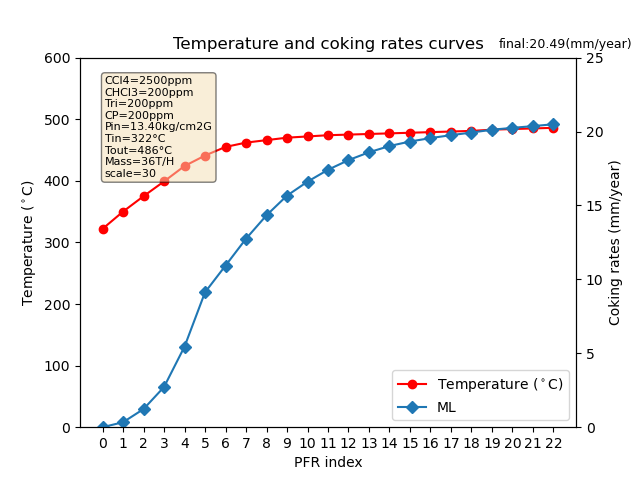 Temperature and coking rates curves
final:20.49(mm/year)
CCl4=2500ppm
CHCl3=200ppm
Tri=200ppm
CP=200ppm
Pin=13.40kg/cm2G
Tin=322°C
Tout=486°C
Mass=36T/H
scale=30
600
500
400
300
200
100
0
Temperature (°C)
25
20
15
10
5
0
Coking rates (mm/year)
Temperature (°C)
ML
0 1 2 3 4 5 6 7 8 9 10 11 12 13 14 15 16 17 18 19 20 21 22
PFR index